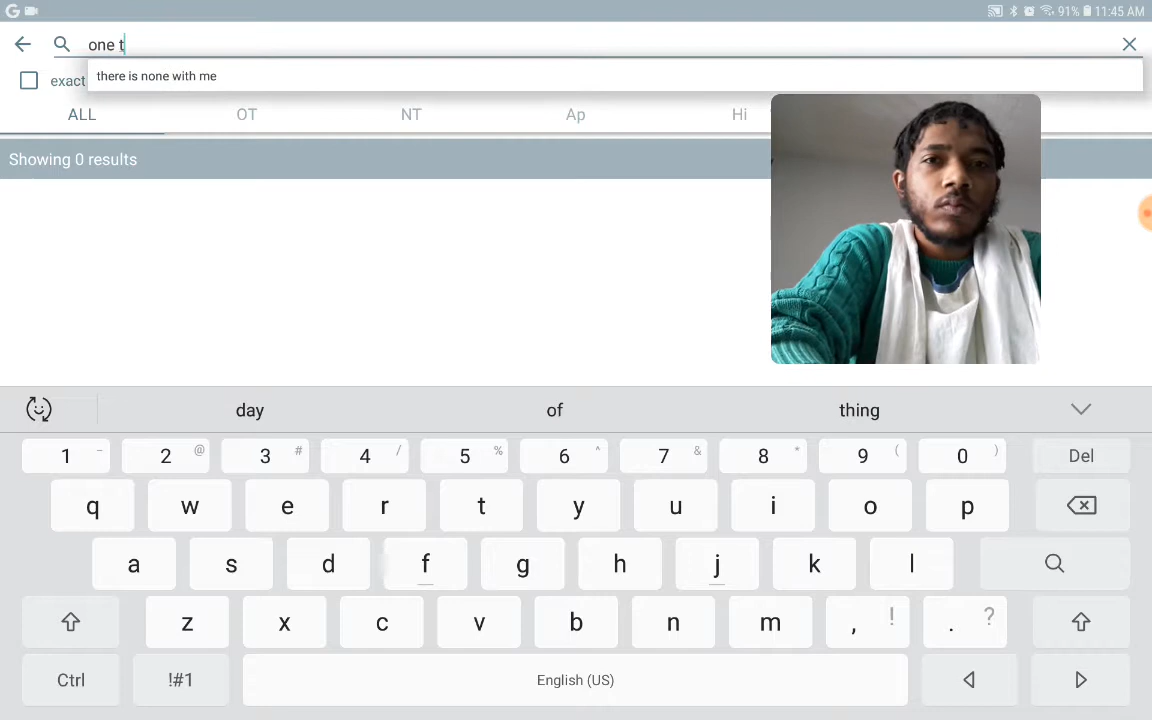 G 91% 11:45 AM
one t
exact
there is none with me
ALL OT NT Ap Hi
Showing 0 results
day of thing
1 _ 2 @ 3 # 4 / 5 % 6 ^ 7 & 8 * 9 ( 0 ) Del
q w e r t y u i o p
a s d f g h j k l
z x c v b n m , ! . ?
Ctrl !#1 English (US)